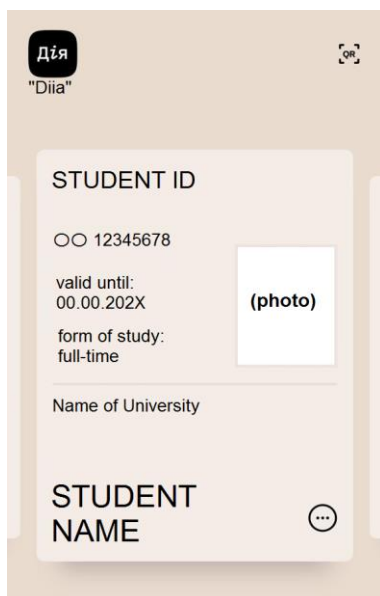 Дія
QR
"Diia"
STUDENT ID
OO 12345678
valid until:
00.00.202X
(photo)
form of study:
full-time
Name of University
STUDENT
NAME